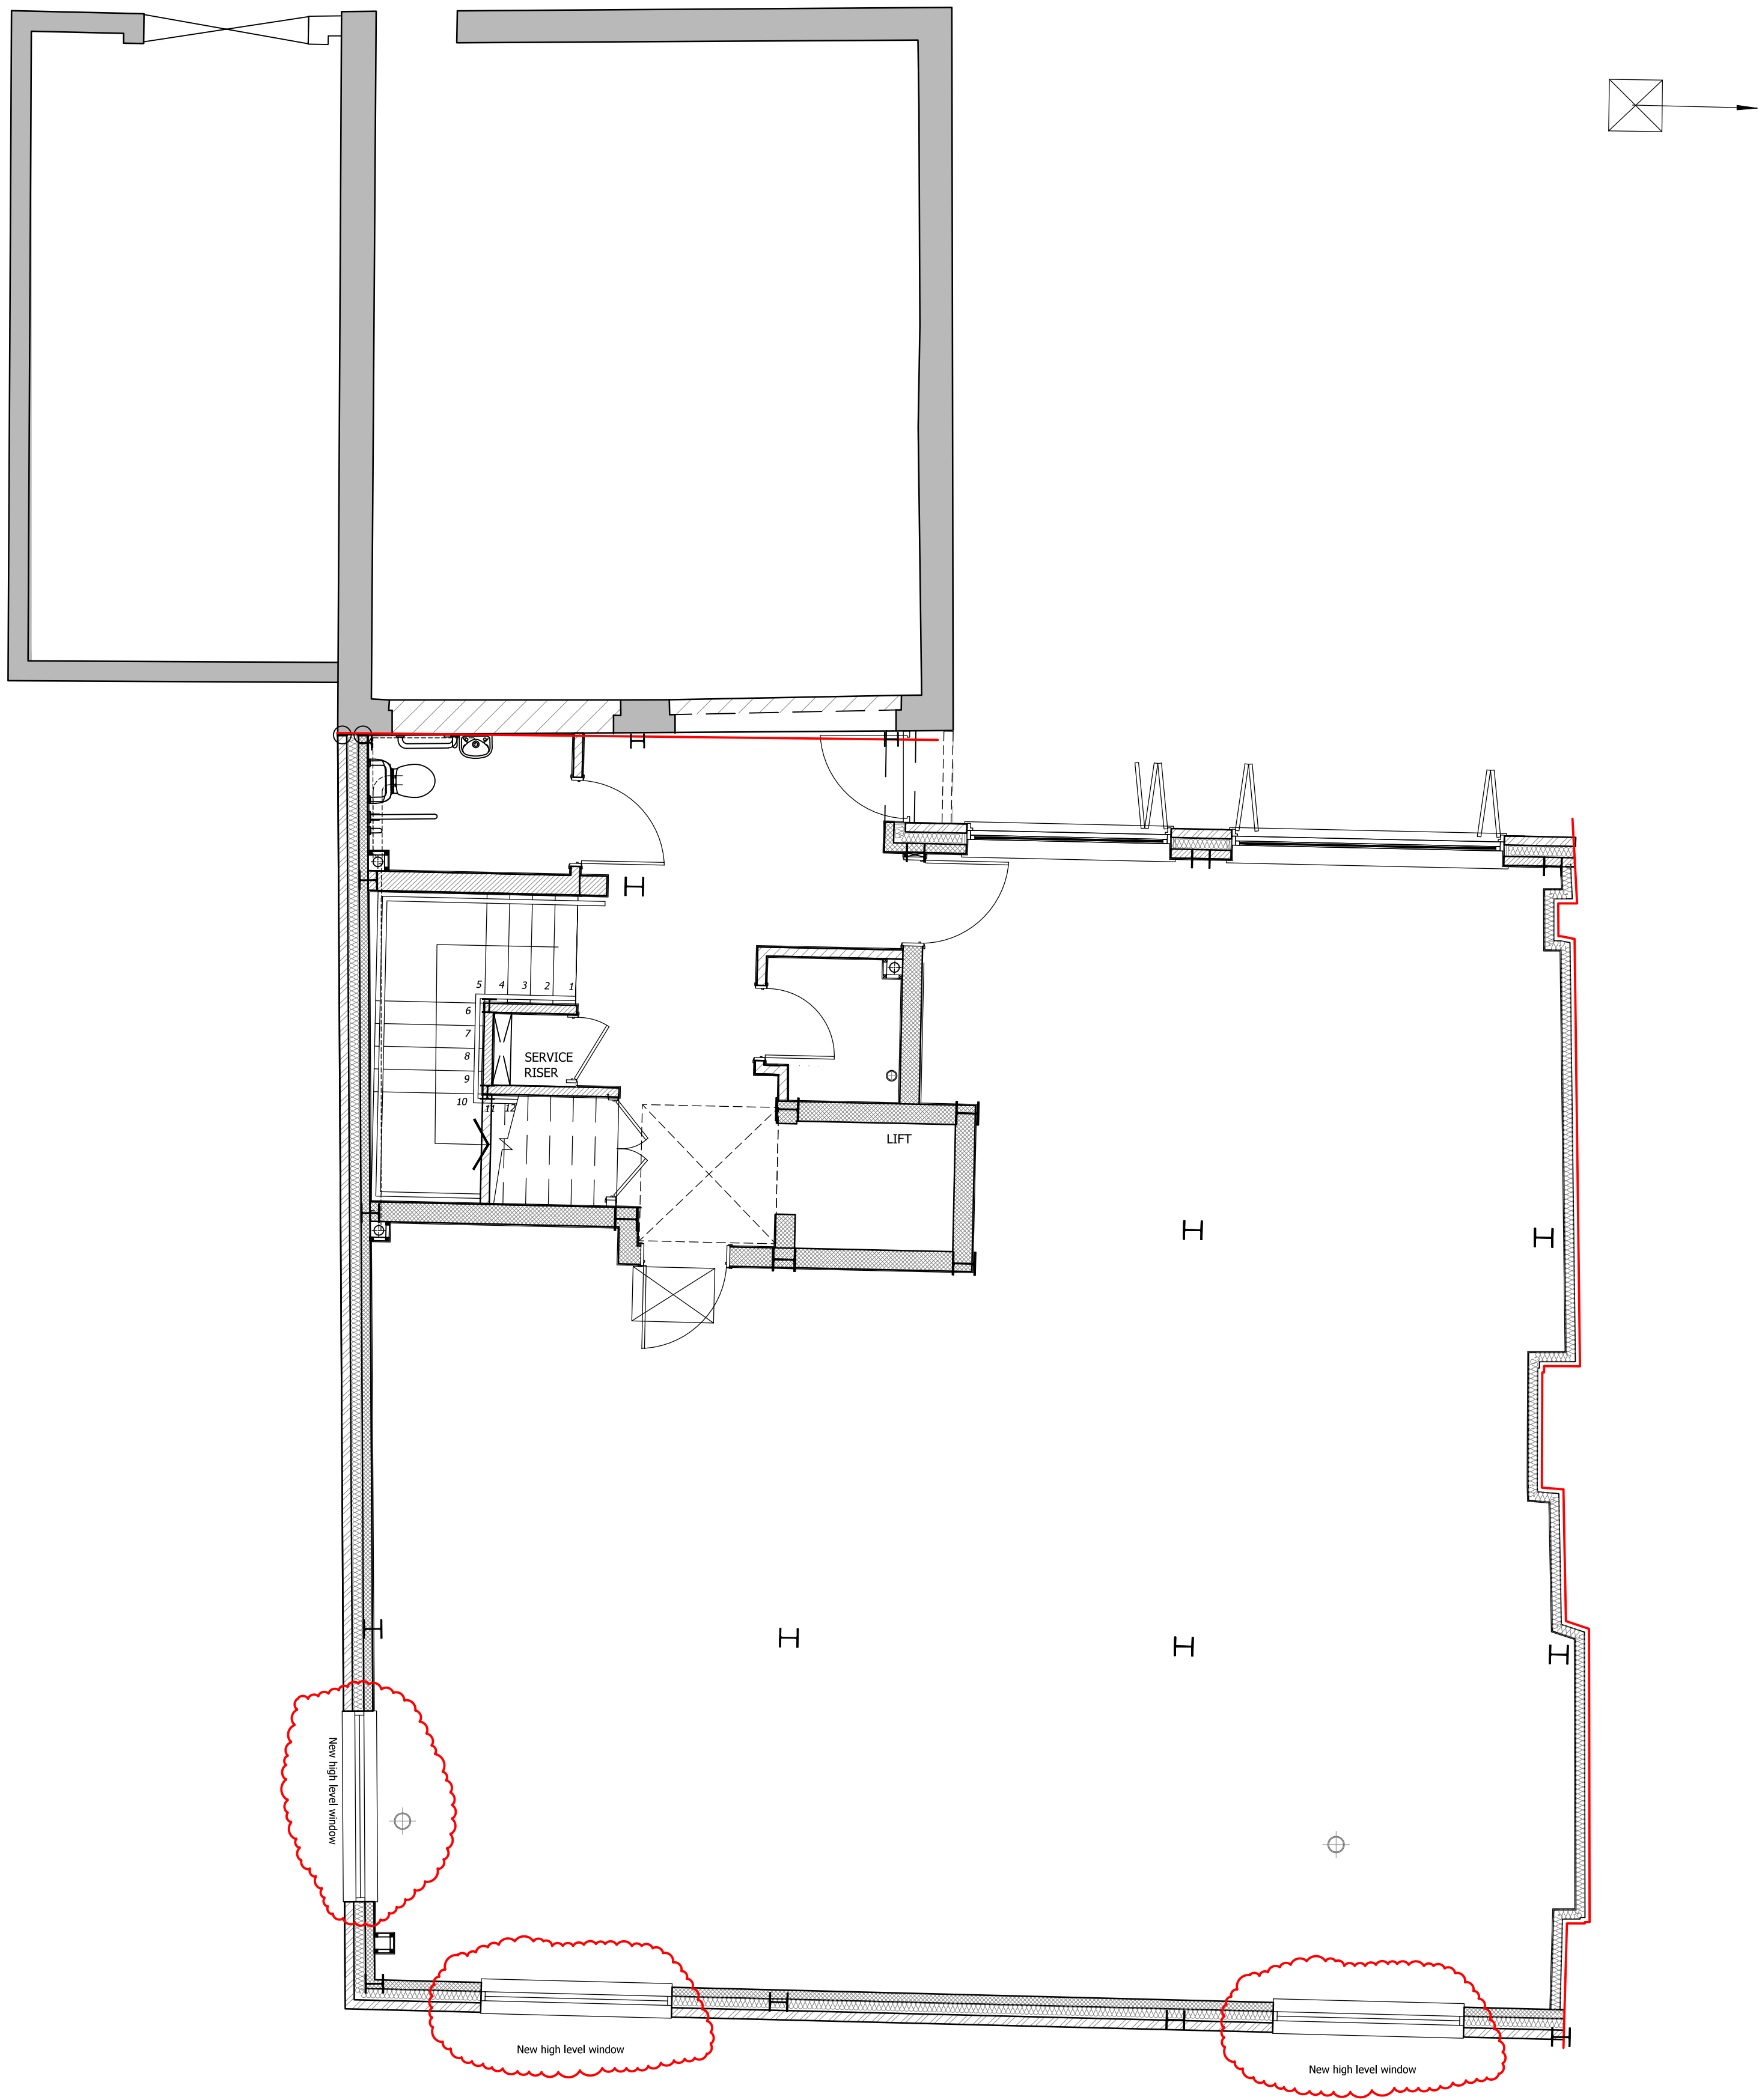 5 4 3 2 1
6
7
8
9
10 11 12
SERVICE
RISER
LIFT
New high level window
New high level window
New high level window